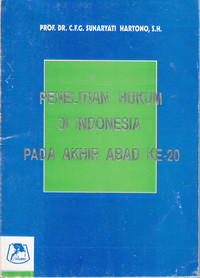 PROF. DR. C.F.G. SUNARYATI HARTONO, S.H.
PENELITIAN HUKUM
DI INDONESIA
PADA AKHIR ABAD KE-20